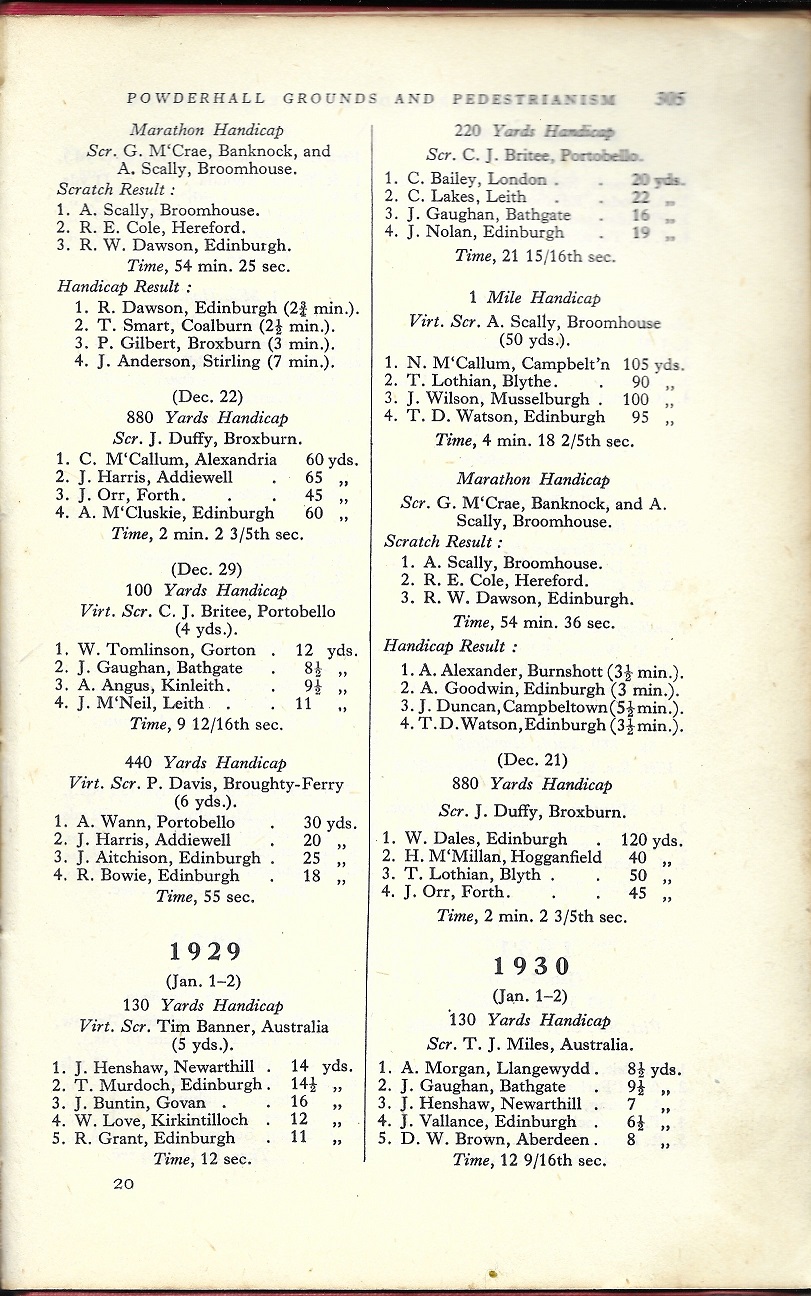 POWDERHALL GROUNDS AND PEDESTRIANISM 305
Marathon Handicap
Scr. G. M‘Crae, Banknock, and
A. Scally, Broomhouse.
Scratch Result :
1. A. Scally, Broomhouse.
2. R. E. Cole, Hereford.
3. R. W. Dawson, Edinburgh.
Time, 54 min. 25 sec.
Handicap Result :
1. R. Dawson, Edinburgh (2¾ min.).
2. T. Smart, Coalburn (2½ min.).
3. P. Gilbert, Broxburn (3 min.).
4. J. Anderson, Stirling (7 min.).
(Dec. 22)
880 Yards Handicap
Scr. J. Duffy, Broxburn.
1. C. M‘Callum, Alexandria 60 yds.
2. J. Harris, Addiewell . 65 „
3. J. Orr, Forth. . . 45 „
4. A. M‘Cluskie, Edinburgh 60 „
Time, 2 min. 2 3/5th sec.
(Dec. 29)
100 Yards Handicap
Virt. Scr. C. J. Britee, Portobello
(4 yds.).
1. W. Tomlinson, Gorton . 12 yds.
2. J. Gaughan, Bathgate . 8½ „
3. A. Angus, Kinleith. . 9½ „
4. J. M‘Neil, Leith . . 11 „
Time, 9 12/16th sec.
440 Yards Handicap
Virt. Scr. P. Davis, Broughty-Ferry
(6 yds.).
1. A. Wann, Portobello . 30 yds.
2. J. Harris, Addiewell . 20 „
3. J. Aitchison, Edinburgh . 25 „
4. R. Bowie, Edinburgh . 18 „
Time, 55 sec.
1929
(Jan. 1–2)
130 Yards Handicap
Virt. Scr. Tim Banner, Australia
(5 yds.).
1. J. Henshaw, Newarthill . 14 yds.
2. T. Murdoch, Edinburgh . 14½ „
3. J. Buntin, Govan . . 16 „
4. W. Love, Kirkintilloch . 12 „
5. R. Grant, Edinburgh . 11 „
Time, 12 sec.
20
220 Yards Handicap
Scr. C. J. Britee, Portobello.
1. C. Bailey, London . . 20 yds.
2. C. Lakes, Leith . . 22 „
3. J. Gaughan, Bathgate . 16 „
4. J. Nolan, Edinburgh . 19 „
Time, 21 15/16th sec.
1 Mile Handicap
Virt. Scr. A. Scally, Broomhouse
(50 yds.).
1. N. M‘Callum, Campbelt’n 105 yds.
2. T. Lothian, Blythe. . 90 „
3. J. Wilson, Musselburgh . 100 „
4. T. D. Watson, Edinburgh 95 „
Time, 4 min. 18 2/5th sec.
Marathon Handicap
Scr. G. M‘Crae, Banknock, and A.
Scally, Broomhouse.
Scratch Result :
1. A. Scally, Broomhouse.
2. R. E. Cole, Hereford.
3. R. W. Dawson, Edinburgh.
Time, 54 min. 36 sec.
Handicap Result :
1. A. Alexander, Burnshott (3½ min.).
2. A. Goodwin, Edinburgh (3 min.).
3. J. Duncan, Campbeltown (5½ min.).
4. T. D. Watson, Edinburgh (3½ min.).
(Dec. 21)
880 Yards Handicap
Scr. J. Duffy, Broxburn.
1. W. Dales, Edinburgh . 120 yds.
2. H. M‘Millan, Hogganfield 40 „
3. T. Lothian, Blyth . . 50 „
4. J. Orr, Forth. . . 45 „
Time, 2 min. 2 3/5th sec.
1930
(Jan. 1–2)
130 Yards Handicap
Scr. T. J. Miles, Australia.
1. A. Morgan, Llangewydd . 8½ yds.
2. J. Gaughan, Bathgate . 9½ „
3. J. Henshaw, Newarthill . 7 „
4. J. Vallance, Edinburgh . 6½ „
5. D. W. Brown, Aberdeen . 8 „
Time, 12 9/16th sec.